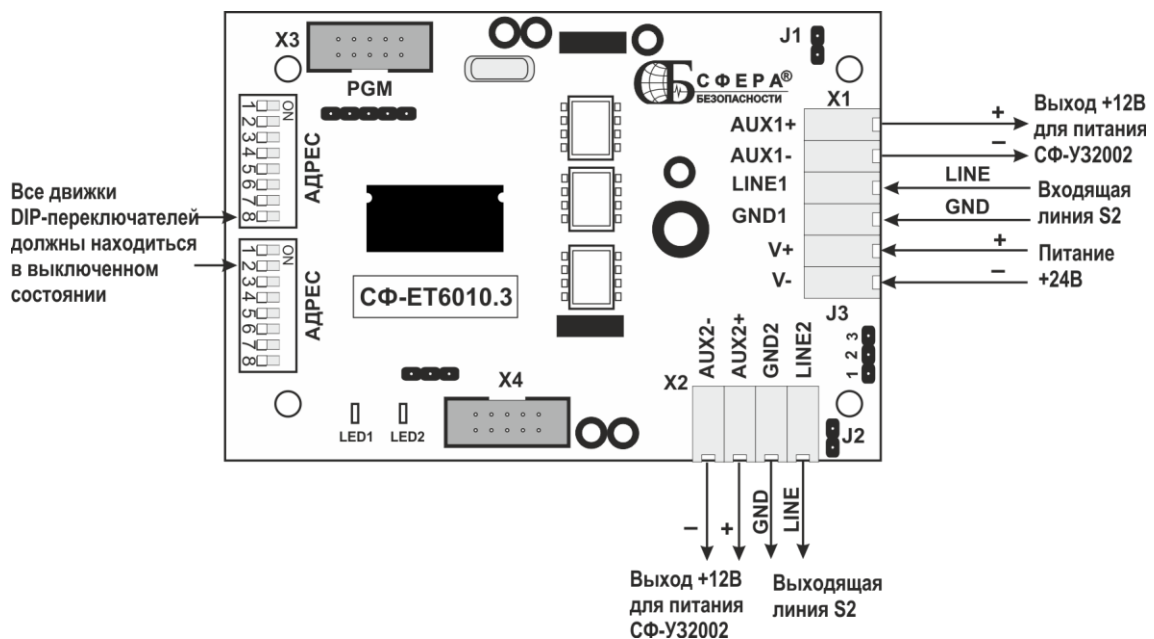 X3
PGM
J1
СБ СФЕРА®
БЕЗОПАСНОСТИ
X1
AUX1+
AUX1-
LINE1
GND1
V+
V-
+
Выход +12В
для питания
СФ-УЗ2002
–
LINE
Входящая
линия S2
GND
+
Питание
+24В
–
ON
1
2
3
4
5
6
7
8
АДРЕС
Все движки
DIP-переключателей
должны находиться
в выключенном
состоянии
ON
1
2
3
4
5
6
7
8
АДРЕС
СФ-ЕТ6010.3
J3
1 2 3
X2
AUX2-
AUX2+
GND2
LINE2
X4
LED1
LED2
J2
–
+
GND
LINE
Выход +12В
для питания
СФ-УЗ2002
Выходящая
линия S2